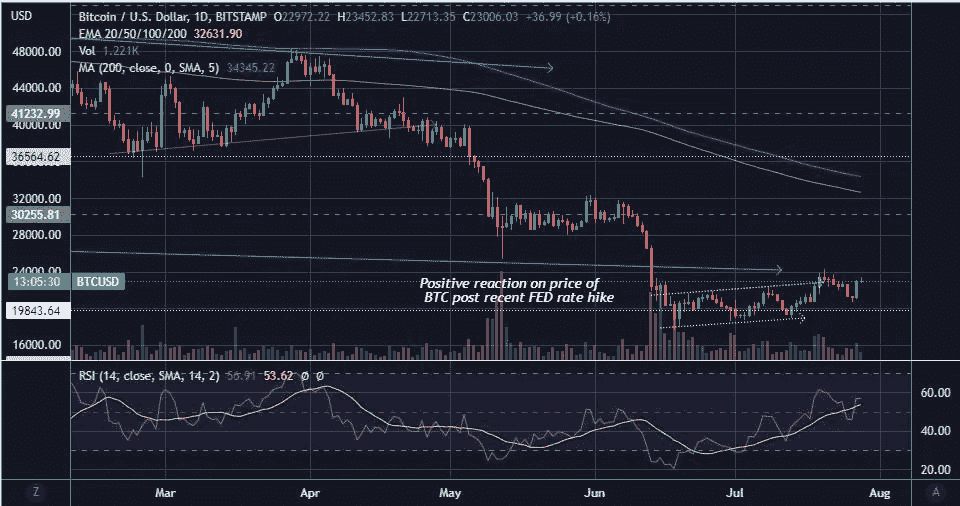 USD
Bitcoin / U.S. Dollar, 1D, BITSTAMP O22972.22 H23452.83 L22713.35 C23006.03 +36.99 (+0.16%)
EMA 20/50/100/200 32631.90
Vol 1.221K
MA (200, close, 0, SMA, 5) 34345.22
48000.00
41232.99
40000.00
36564.62
32000.00
30255.81
28000.00
24000.00
13:05:30 BTCUSD
Positive reaction on price of
BTC post recent FED rate hike
19843.64
16000.00
RSI (14, close, SMA, 14, 2) 56.91 53.62 Ø Ø
60.00
40.00
20.00
Z Mar Apr May Jun Jul Aug A